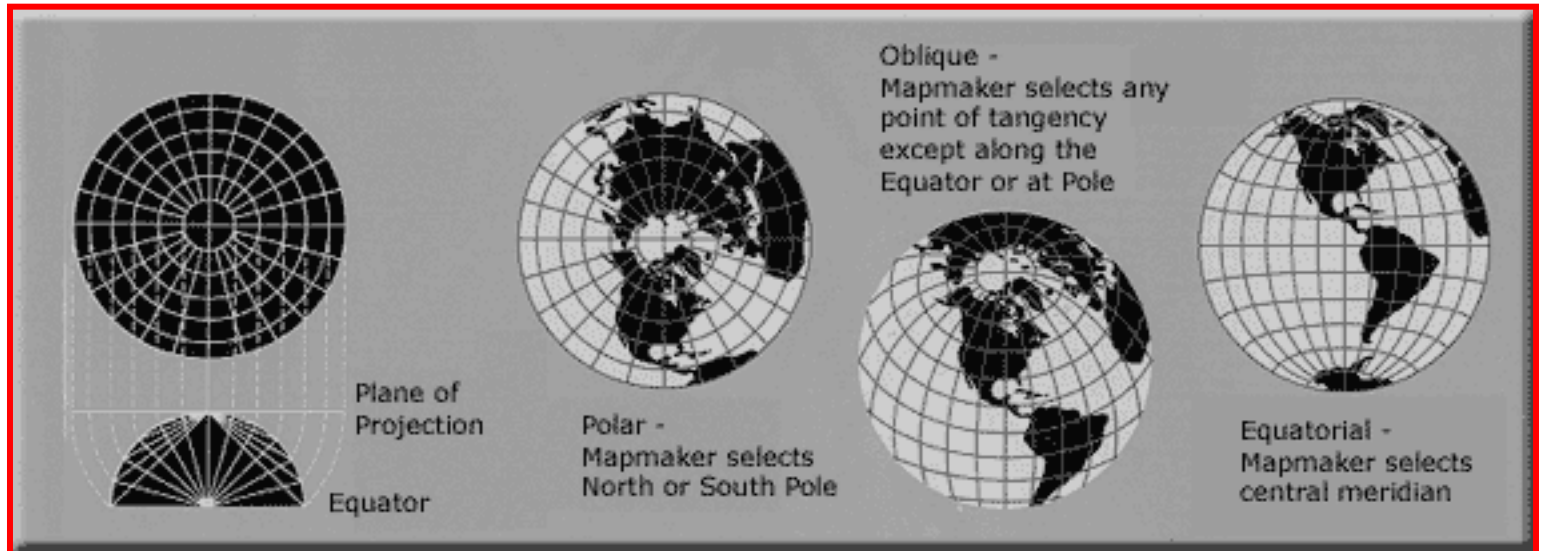 Plane of
Projection
Equator
Polar -
Mapmaker selects
North or South Pole
Oblique -
Mapmaker selects any
point of tangency
except along the
Equator or at Pole
Equatorial -
Mapmaker selects
central meridian